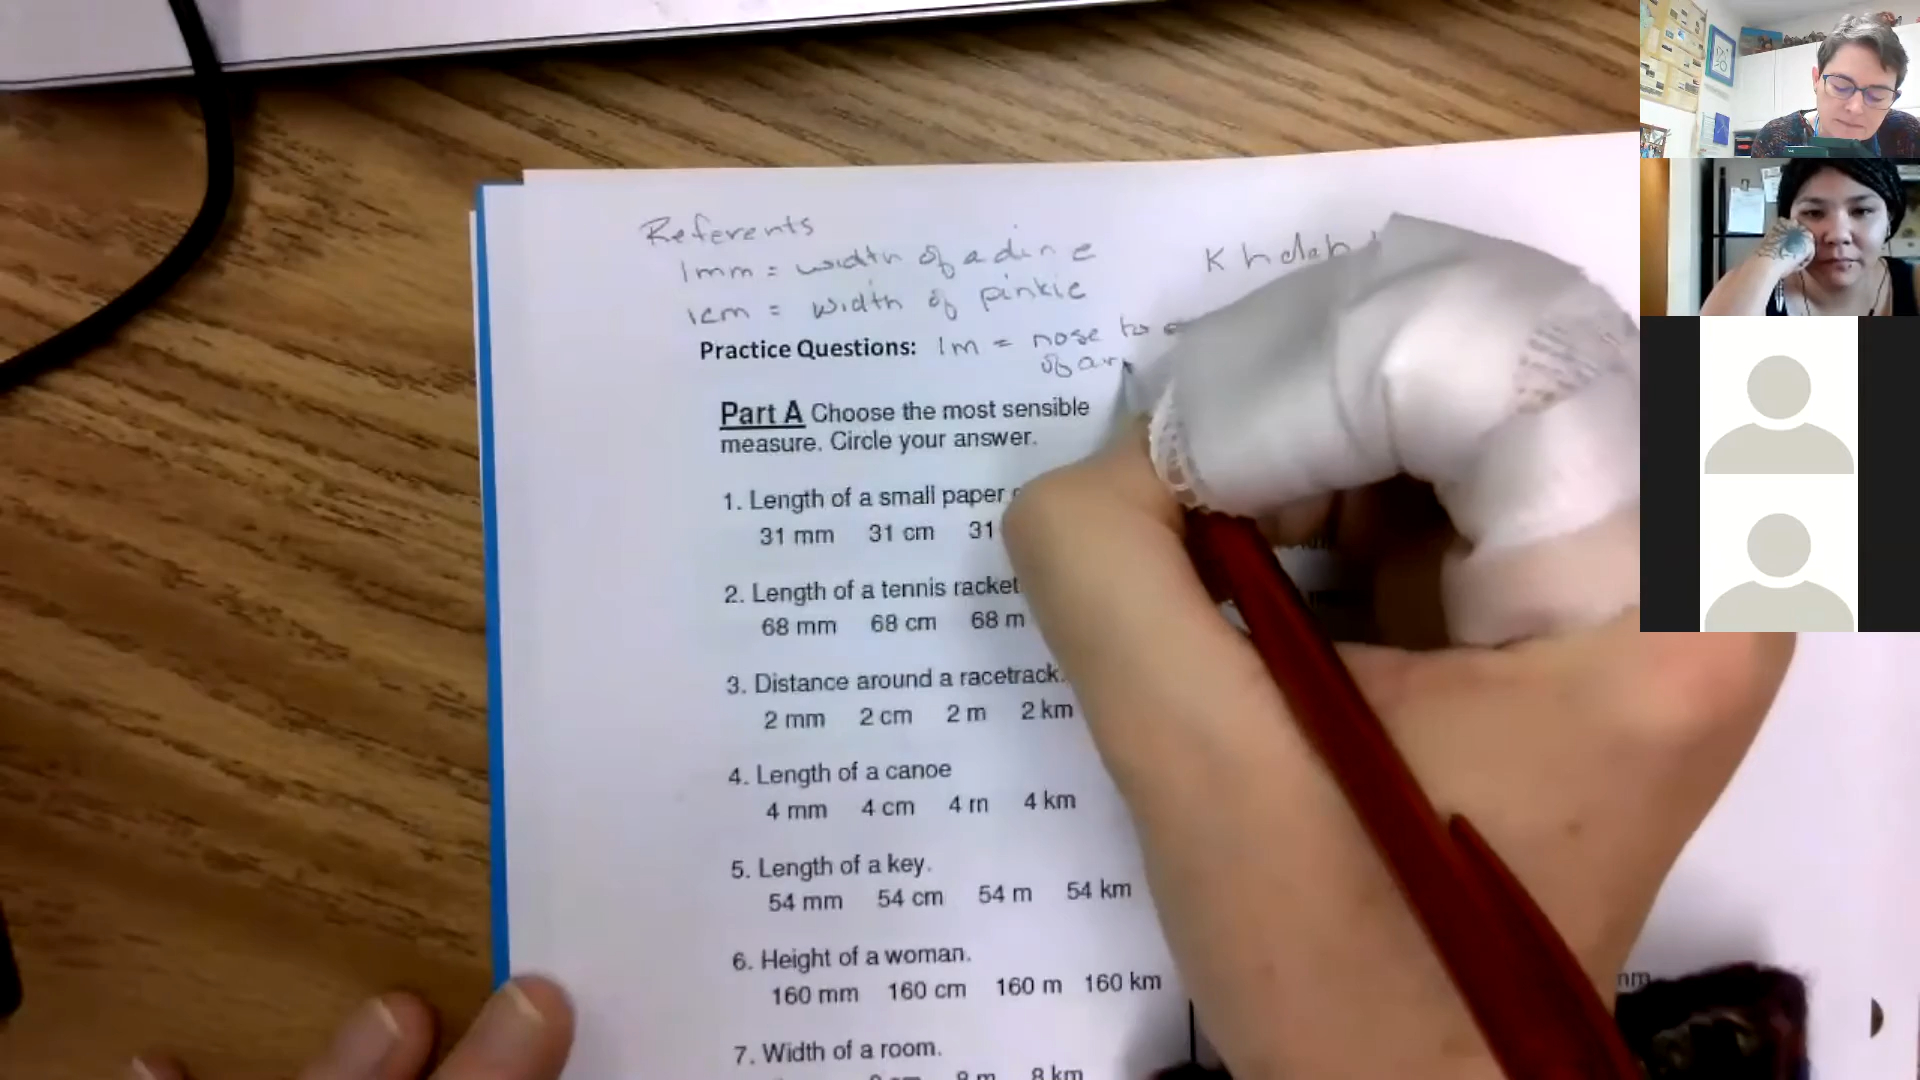 Referents
1mm = width of a dime
1cm = width of pinkie
Practice Questions: 1m = nose to
of ar
Part A Choose the most sensible
measure. Circle your answer.
1. Length of a small paper
31 mm 31 cm 31
2. Length of a tennis racket
68 mm 68 cm 68 m
3. Distance around a racetrack.
2 mm 2 cm 2 m 2 km
4. Length of a canoe
4 mm 4 cm 4 m 4 km
5. Length of a key.
54 mm 54 cm 54 m 54 km
6. Height of a woman.
160 mm 160 cm 160 m 160 km
7. Width of a room.
8 m 8 km